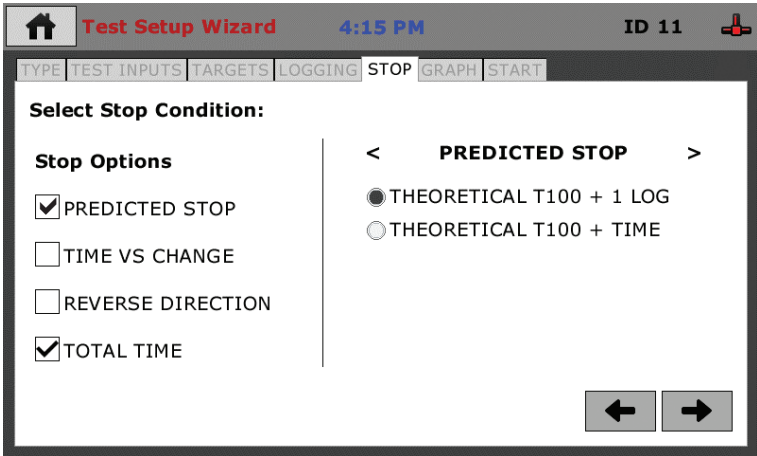 Test Setup Wizard 4:15 PM ID 11
TYPE TEST INPUTS TARGETS LOGGING STOP GRAPH START
Select Stop Condition:
Stop Options
PREDICTED STOP
TIME VS CHANGE
REVERSE DIRECTION
TOTAL TIME
< PREDICTED STOP >
THEORETICAL T100 + 1 LOG
THEORETICAL T100 + TIME